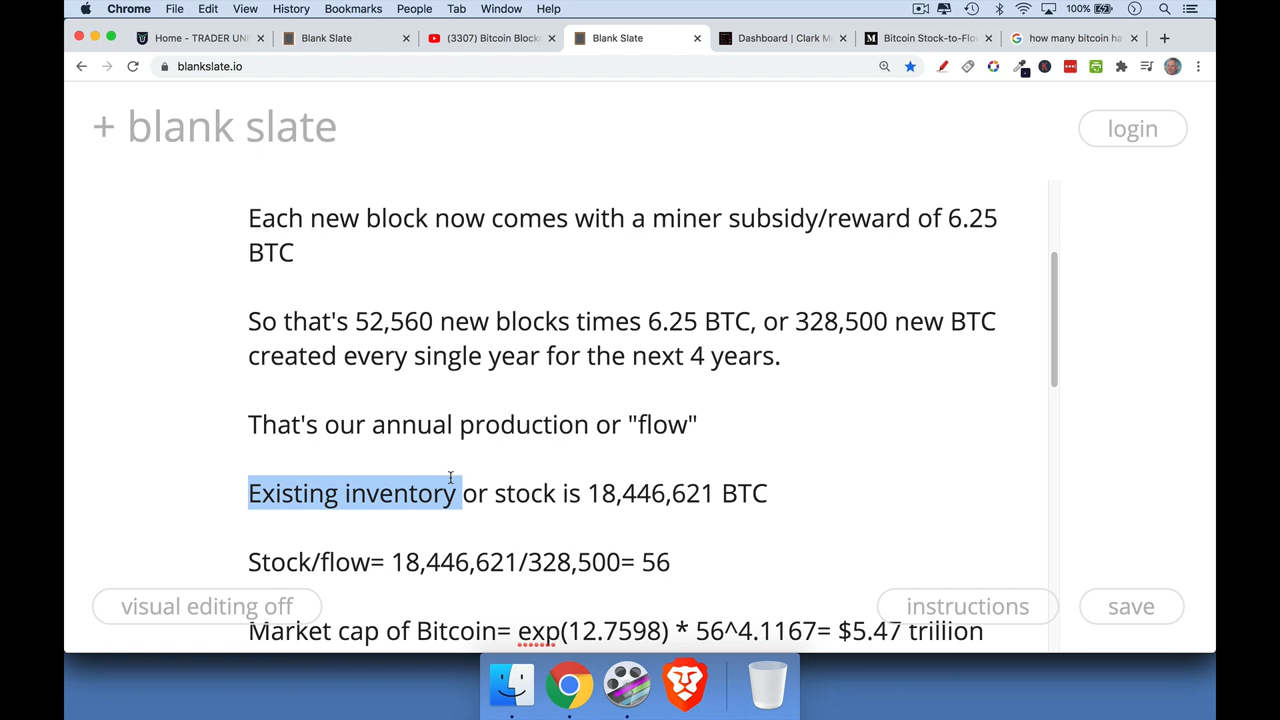 Chrome File Edit View History Bookmarks People Tab Window Help 100%
Home - TRADER UNI Blank Slate (3307) Bitcoin Block Blank Slate Dashboard | Clark M Bitcoin Stock-to-Flo how many bitcoin ha
blankslate.io
+ blank slate login
Each new block now comes with a miner subsidy/reward of 6.25
BTC
So that's 52,560 new blocks times 6.25 BTC, or 328,500 new BTC
created every single year for the next 4 years.
That's our annual production or "flow"
Existing inventory or stock is 18,446,621 BTC
Stock/flow= 18,446,621/328,500= 56
visual editing off instructions save
Market cap of Bitcoin= exp(12.7598) * 56^4.1167= $5.47 trillion